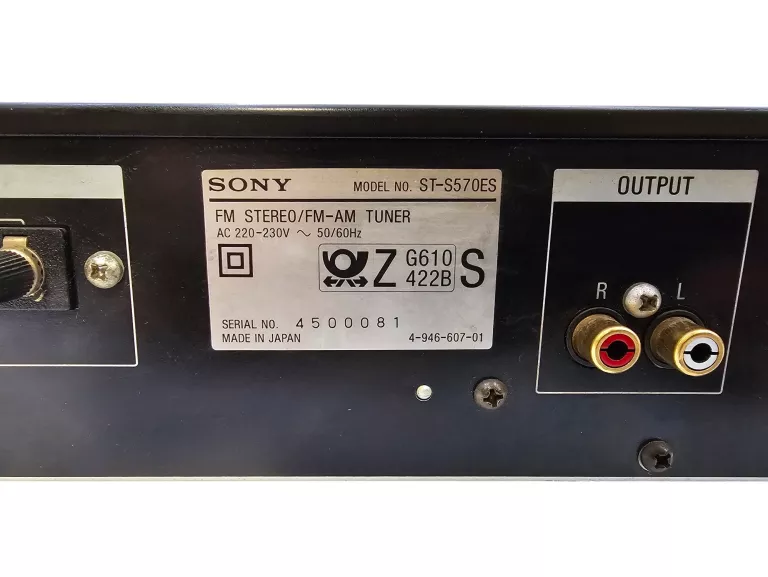 SONY MODEL NO. ST-S570ES
FM STEREO/FM-AM TUNER
AC 220-230V ~ 50/60Hz
Z G610 S
422B
SERIAL NO. 4500081
MADE IN JAPAN 4-946-607-01
OUTPUT
R L